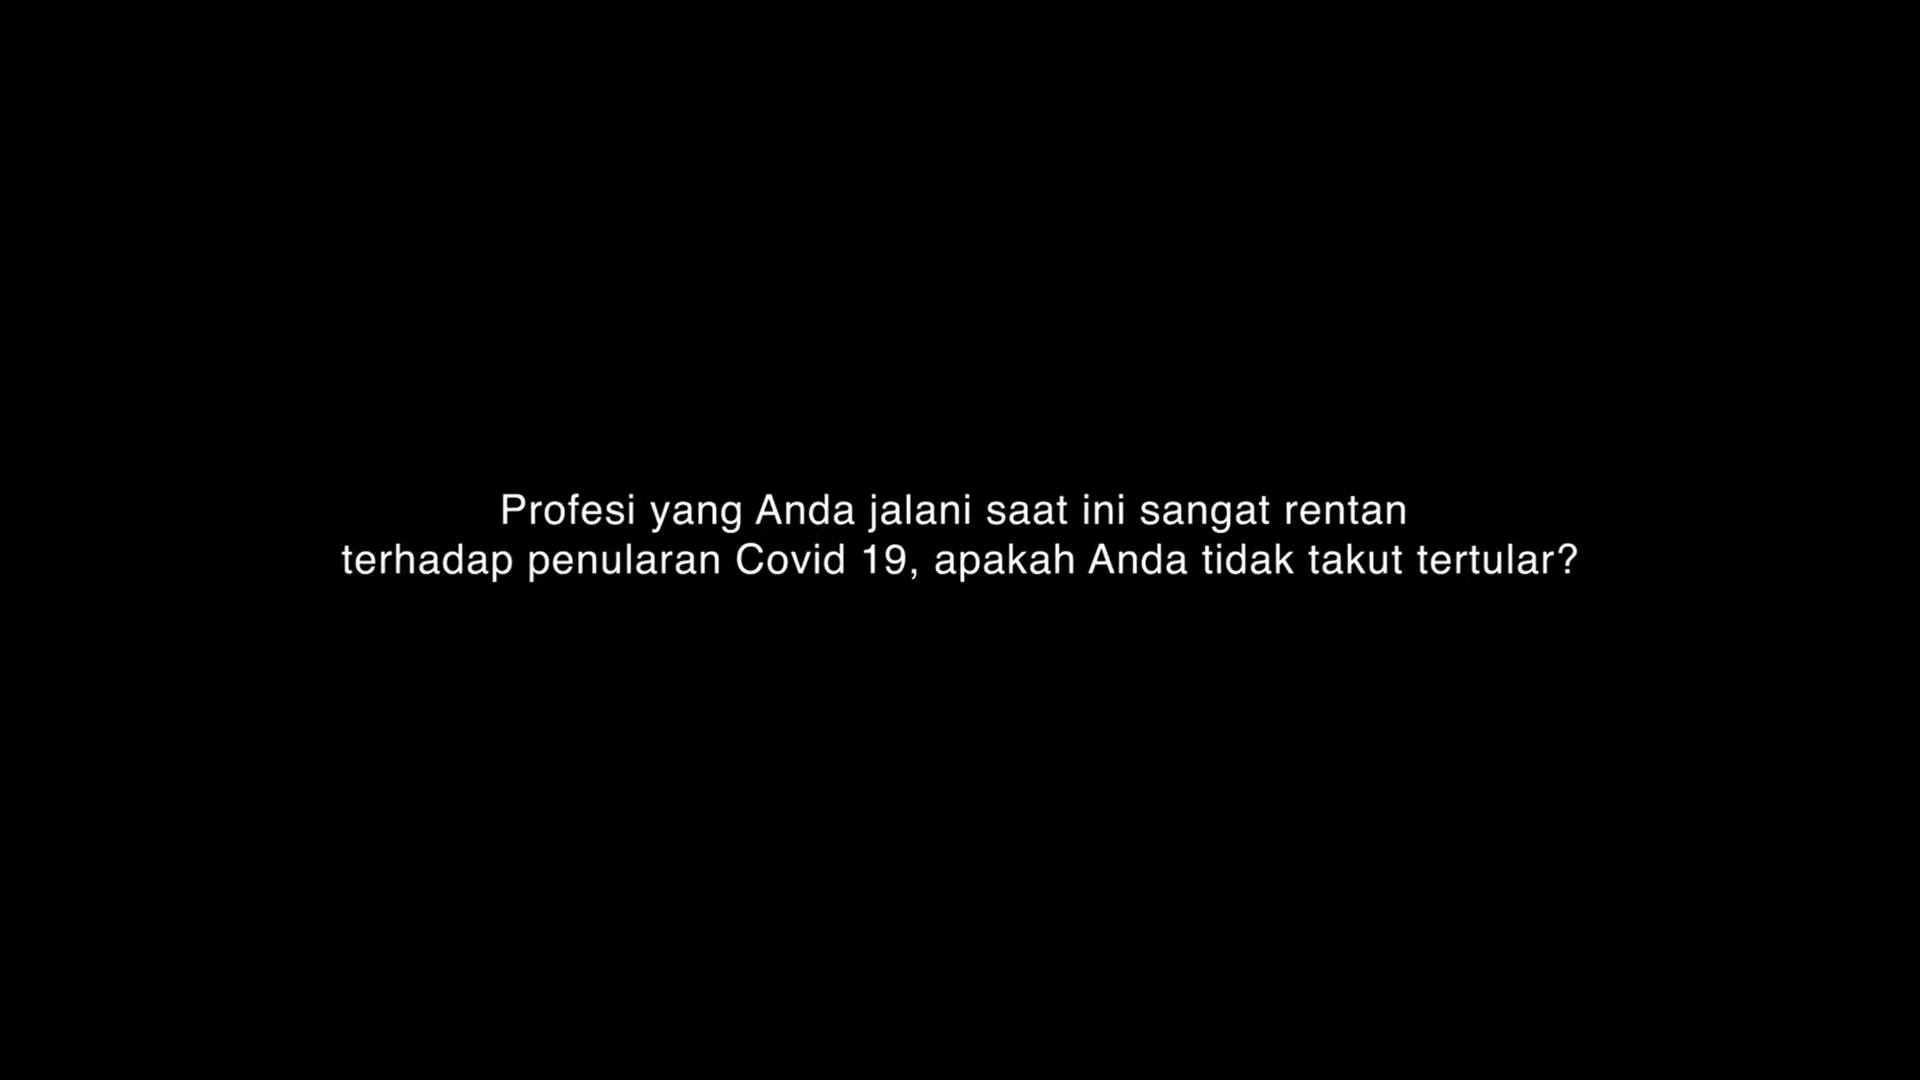 Profesi yang Anda jalani saat ini sangat rentan
terhadap penularan Covid 19, apakah Anda tidak takut tertular?